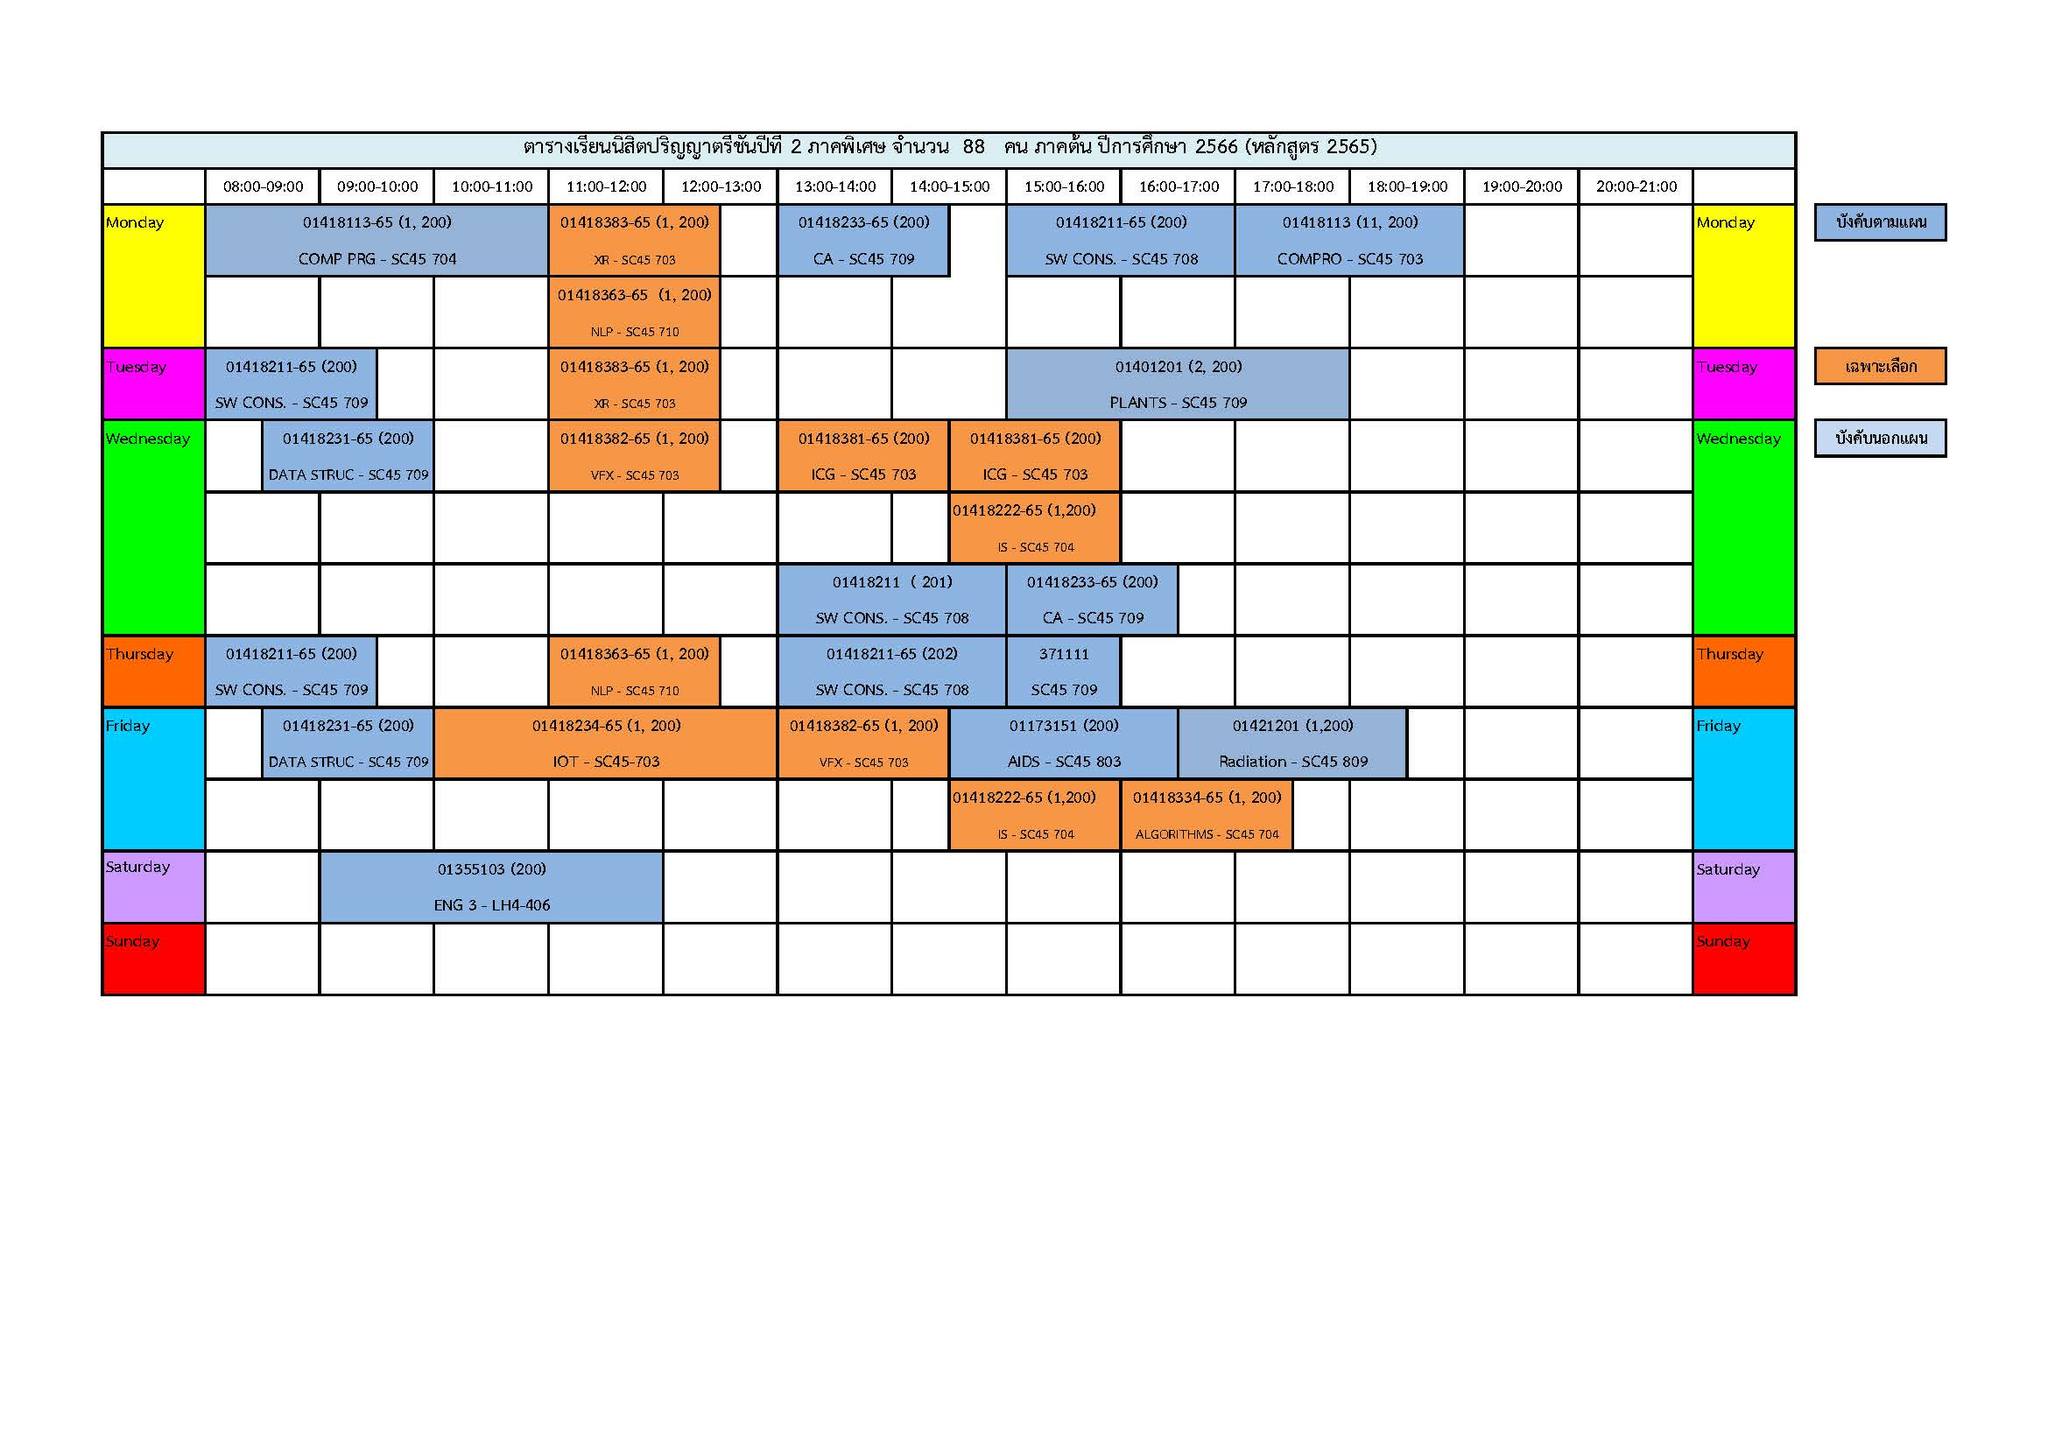 ตารางเรียนนิสิตปริญญาตรีชั้นปีที่ 2 ภาคพิเศษ จำนวน 88 คน ภาคต้น ปีการศึกษา 2566 (หลักสูตร 2565)
08:00-09:00 09:00-10:00 10:00-11:00 11:00-12:00 12:00-13:00 13:00-14:00 14:00-15:00 15:00-16:00 16:00-17:00 17:00-18:00 18:00-19:00 19:00-20:00 20:00-21:00
Monday 01418113-65 (1, 200) 01418383-65 (1, 200) 01418233-65 (200) 01418211-65 (200) 01418113 (11, 200) Monday บังคับตามแผน
COMP PRG - SC45 704 XR - SC45 703 CA - SC45 709 SW CONS. - SC45 708 COMPRO - SC45 703
01418363-65 (1, 200)
NLP - SC45 710
Tuesday 01418211-65 (200) 01418383-65 (1, 200) 01401201 (2, 200) Tuesday เฉพาะเลือก
SW CONS. - SC45 709 XR - SC45 703 PLANTS - SC45 709
Wednesday 01418231-65 (200) 01418382-65 (1, 200) 01418381-65 (200) 01418381-65 (200) Wednesday บังคับนอกแผน
DATA STRUC - SC45 709 VFX - SC45 703 ICG - SC45 703 ICG - SC45 703
01418222-65 (1,200)
IS - SC45 704
01418211 ( 201) 01418233-65 (200)
SW CONS. - SC45 708 CA - SC45 709
Thursday 01418211-65 (200) 01418363-65 (1, 200) 01418211-65 (202) 371111 Thursday
SW CONS. - SC45 709 NLP - SC45 710 SW CONS. - SC45 708 SC45 709
Friday 01418231-65 (200) 01418234-65 (1, 200) 01418382-65 (1, 200) 01173151 (200) 01421201 (1,200) Friday
DATA STRUC - SC45 709 IOT - SC45-703 VFX - SC45 703 AIDS - SC45 803 Radiation - SC45 809
01418222-65 (1,200) 01418334-65 (1, 200)
IS - SC45 704 ALGORITHMS - SC45 704
Saturday 01355103 (200) Saturday
ENG 3 - LH4-406
Sunday Sunday